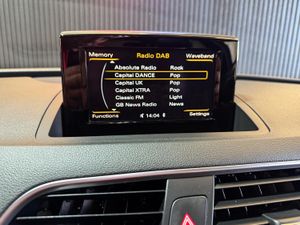 Memory Radio DAB Waveband
Absolute Radio Rock
Capital DANCE Pop
Capital UK Pop
Capital XTRA Pop
Classic FM Light
GB News Radio News
Functions 14:04 Settings